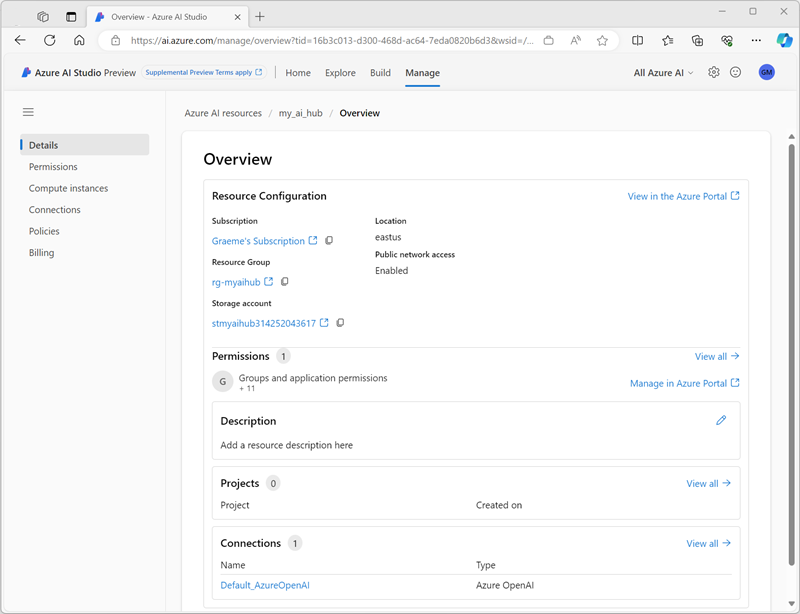 Overview - Azure AI Studio
https://ai.azure.com/manage/overview?tid=16b3c013-d300-468d-ac64-7eda0820b6d3&wsid=/...
Azure AI Studio Preview
Supplemental Preview Terms apply
Home
Explore
Build
Manage
All Azure AI
GM
Azure AI resources / my_ai_hub / Overview
Details
Permissions
Compute instances
Connections
Policies
Billing
Overview
Resource Configuration
View in the Azure Portal
Subscription
Graeme's Subscription
Resource Group
rg-myaihub
Storage account
stmyaihub314252043617
Location
eastus
Public network access
Enabled
Permissions 1
View all
G
Groups and application permissions
+ 11
Manage in Azure Portal
Description
Add a resource description here
Projects 0
View all
Project
Created on
Connections 1
View all
Name
Type
Default_AzureOpenAI
Azure OpenAI